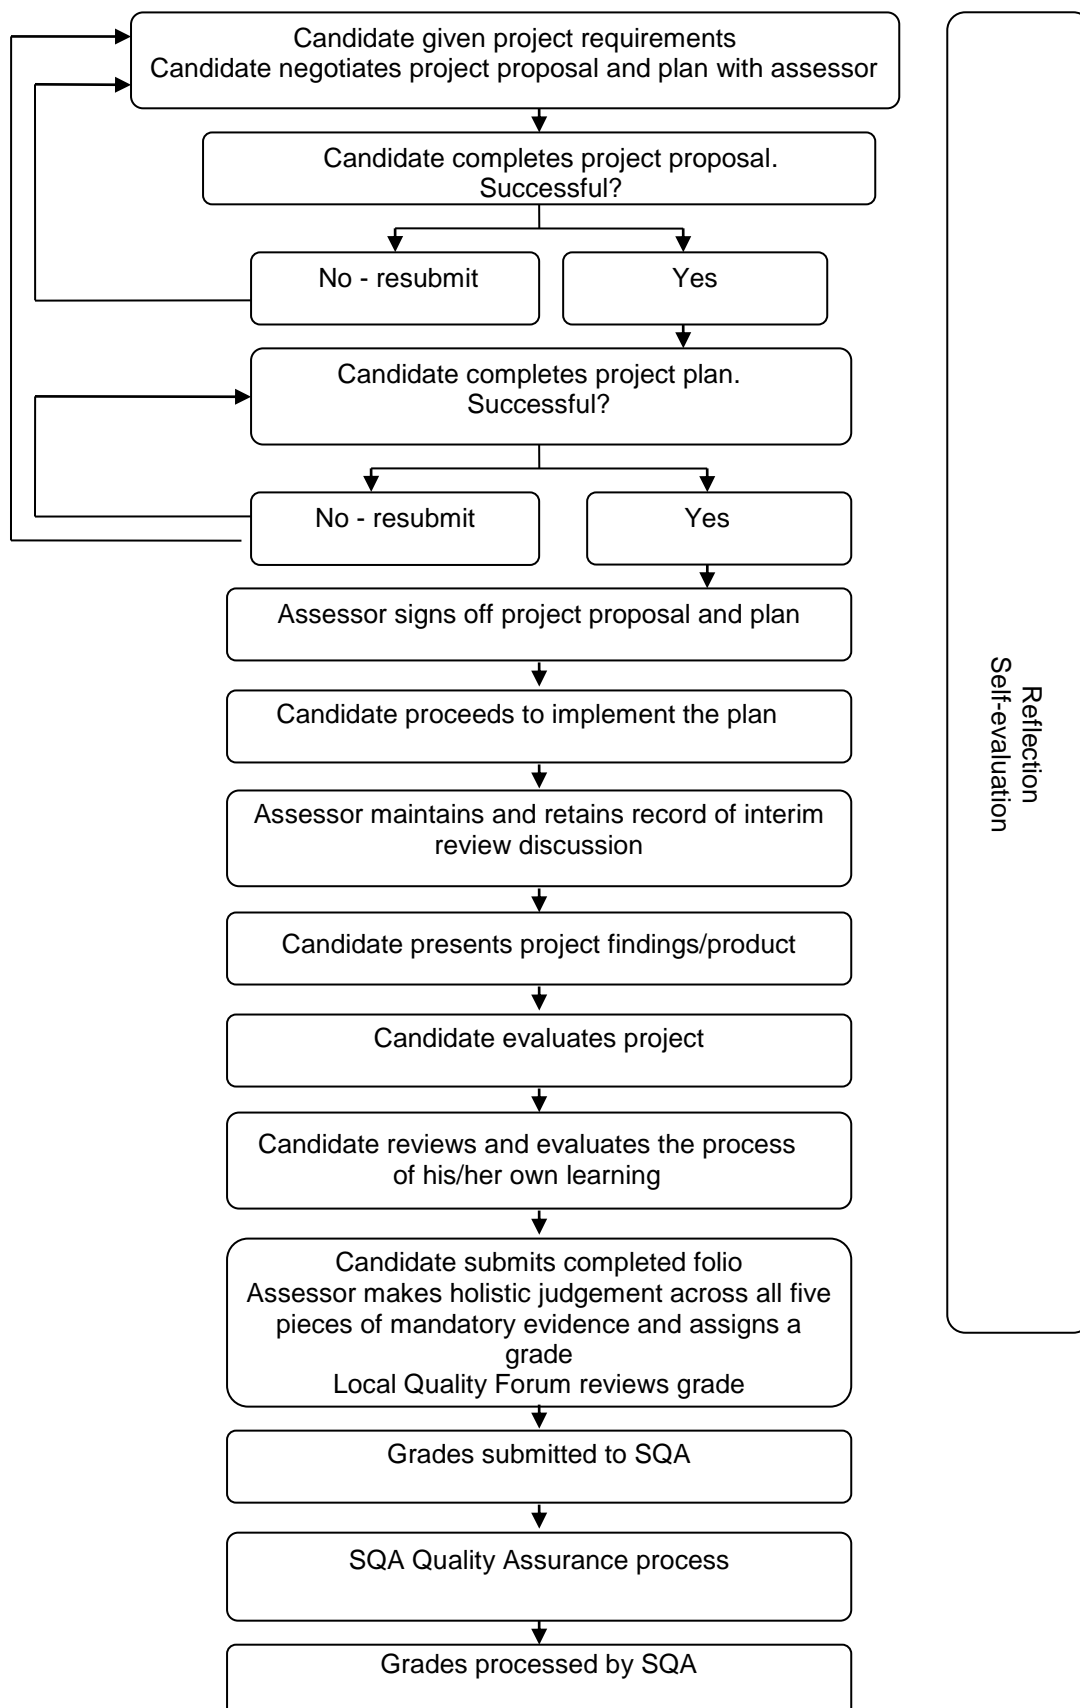 Candidate given project requirements
Candidate negotiates project proposal and plan with assessor
Candidate completes project proposal.
Successful?
No - resubmit
Yes
Candidate completes project plan.
Successful?
No - resubmit
Yes
Assessor signs off project proposal and plan
Candidate proceeds to implement the plan
Assessor maintains and retains record of interim
review discussion
Candidate presents project findings/product
Candidate evaluates project
Candidate reviews and evaluates the process
of his/her own learning
Candidate submits completed folio
Assessor makes holistic judgement across all five
pieces of mandatory evidence and assigns a
grade
Local Quality Forum reviews grade
Grades submitted to SQA
SQA Quality Assurance process
Grades processed by SQA
Reflection
Self-evaluation